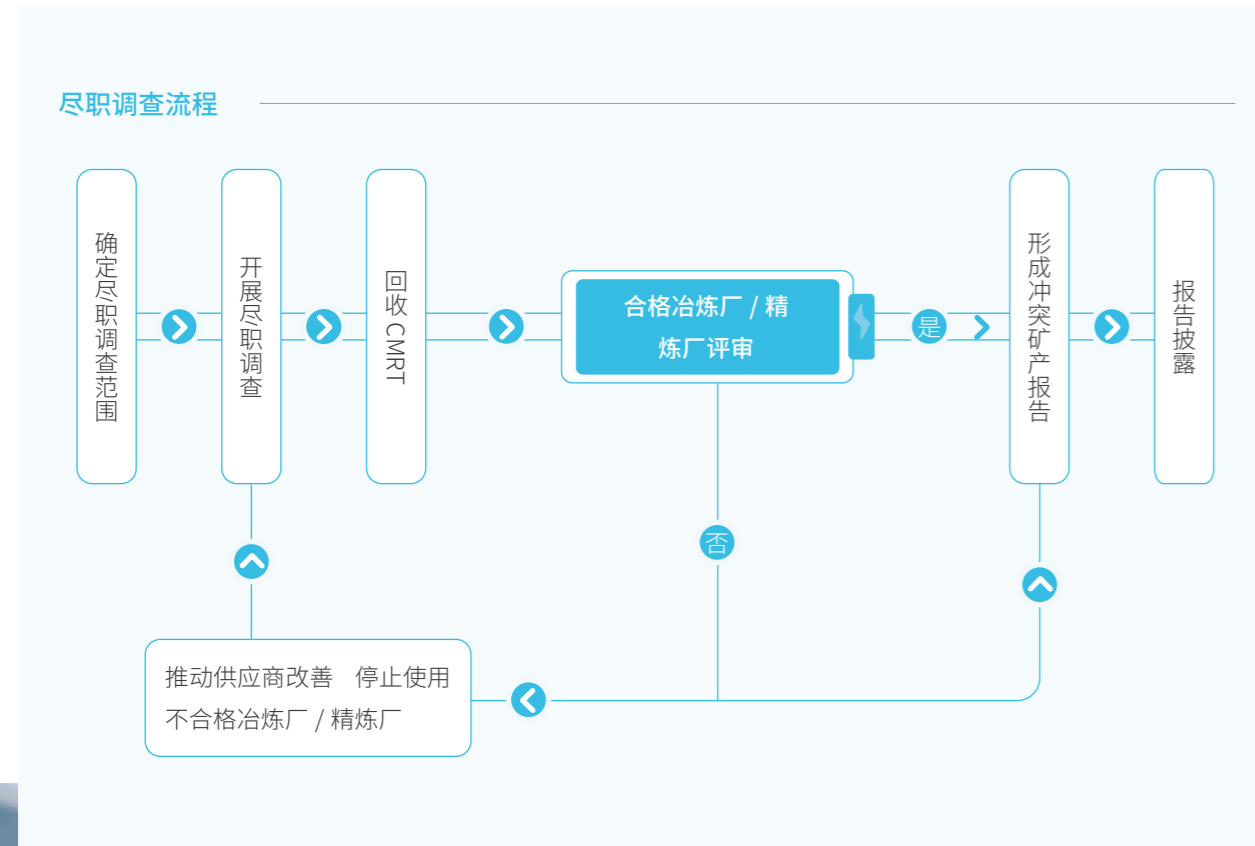 尽职调查流程
确定尽职调查范围
开展尽职调查
回收 CMRT
合格冶炼厂 / 精
炼厂评审
是
形成冲突矿产报告
报告披露
否
推动供应商改善 停止使用
不合格冶炼厂 / 精炼厂